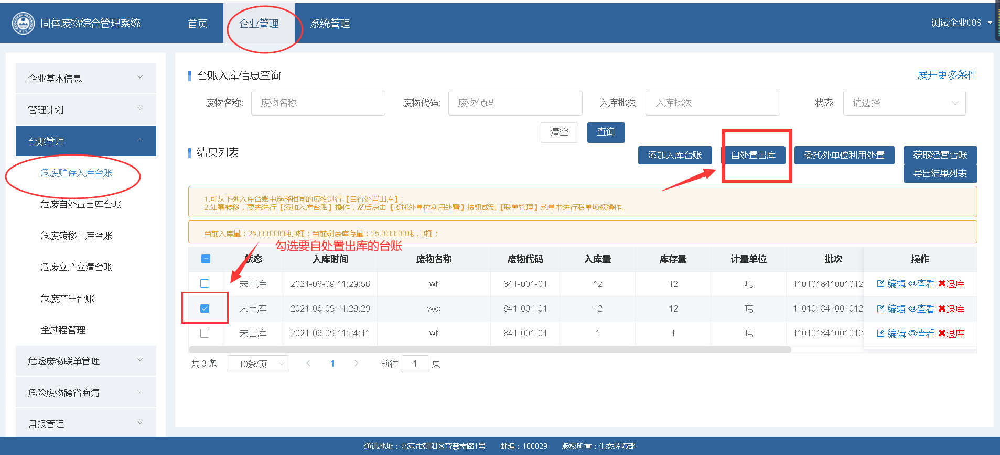 固体废物综合管理系统
首页
企业管理
系统管理
测试企业008
企业基本信息
管理计划
台账管理
危废贮存入库台账
危废自处置出库台账
危废转移出库台账
危废立产立清台账
危废产生台账
全过程管理
危险废物联单管理
危险废物跨省商请
月报管理
台账入库信息查询
展开更多条件
废物名称: 废物名称
废物代码: 废物代码
入库批次: 入库批次
状态: 请选择
清空
查询
结果列表
添加入库台账
自处置出库
委托外单位利用处置
获取经营台账
导出结果列表
1.可从下列入库台账中选择相同的废物进行【自行处置出库】;
2.如需转移，要先进行【添加入库台账】操作，然后点击【委托外单位利用处置】按钮或到【联单管理】菜单中进行联单填领操作。
当前入库量：25.000000吨,0桶；当前剩余库存量：25.000000吨，0桶；
勾选要自处置出库的台账
状态 入库时间 废物名称 废物代码 入库量 库存量 计量单位 批次 操作
未出库 2021-06-09 11:29:56 wf 841-001-01 12 12 吨 110101841001012 编辑 查看 退库
未出库 2021-06-09 11:29:29 wxx 841-001-01 12 12 吨 110101841001012 编辑 查看 退库
未出库 2021-06-09 11:24:11 wf 841-001-01 1 1 吨 110101841001012 编辑 查看 退库
共 3 条 10条/页 1 前往 1 页
通讯地址：北京市朝阳区育慧南路1号 邮编：100029 版权所有：生态环境部